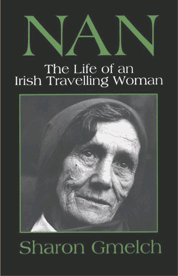 NAN
The Life of an
Irish Travelling Woman
Sharon Gmelch